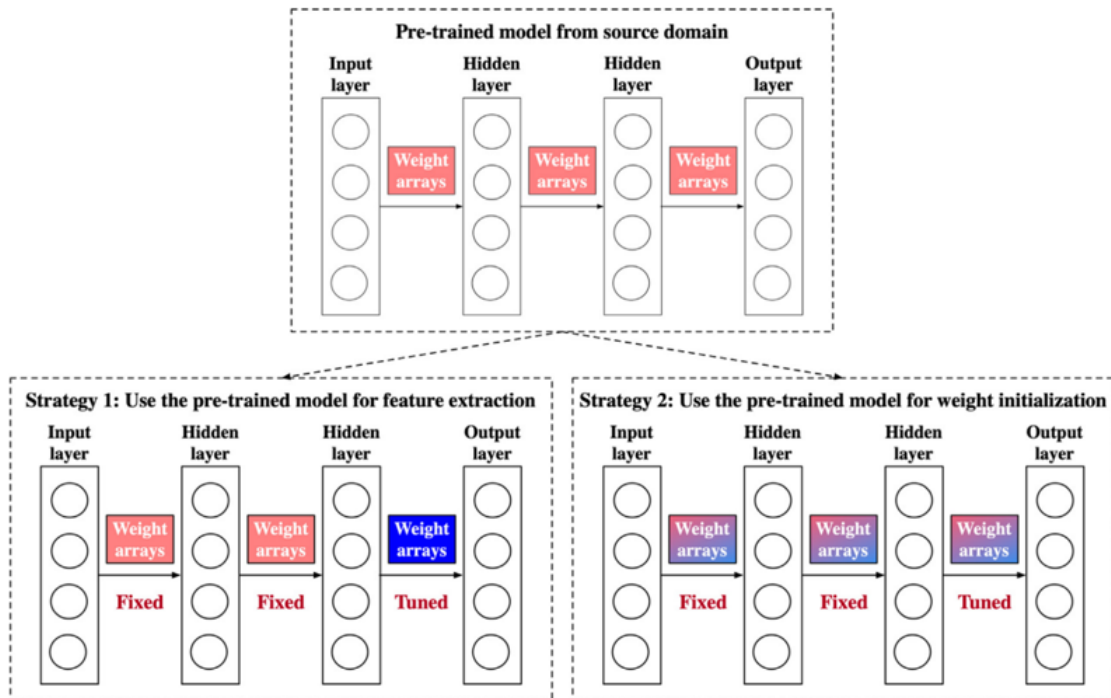 Pre-trained model from source domain
Input layer
Hidden layer
Hidden layer
Output layer
Weight arrays
Weight arrays
Weight arrays
Strategy 1: Use the pre-trained model for feature extraction
Input layer
Hidden layer
Hidden layer
Output layer
Weight arrays
Weight arrays
Weight arrays
Fixed
Fixed
Tuned
Strategy 2: Use the pre-trained model for weight initialization
Input layer
Hidden layer
Hidden layer
Output layer
Weight arrays
Weight arrays
Weight arrays
Fixed
Fixed
Tuned